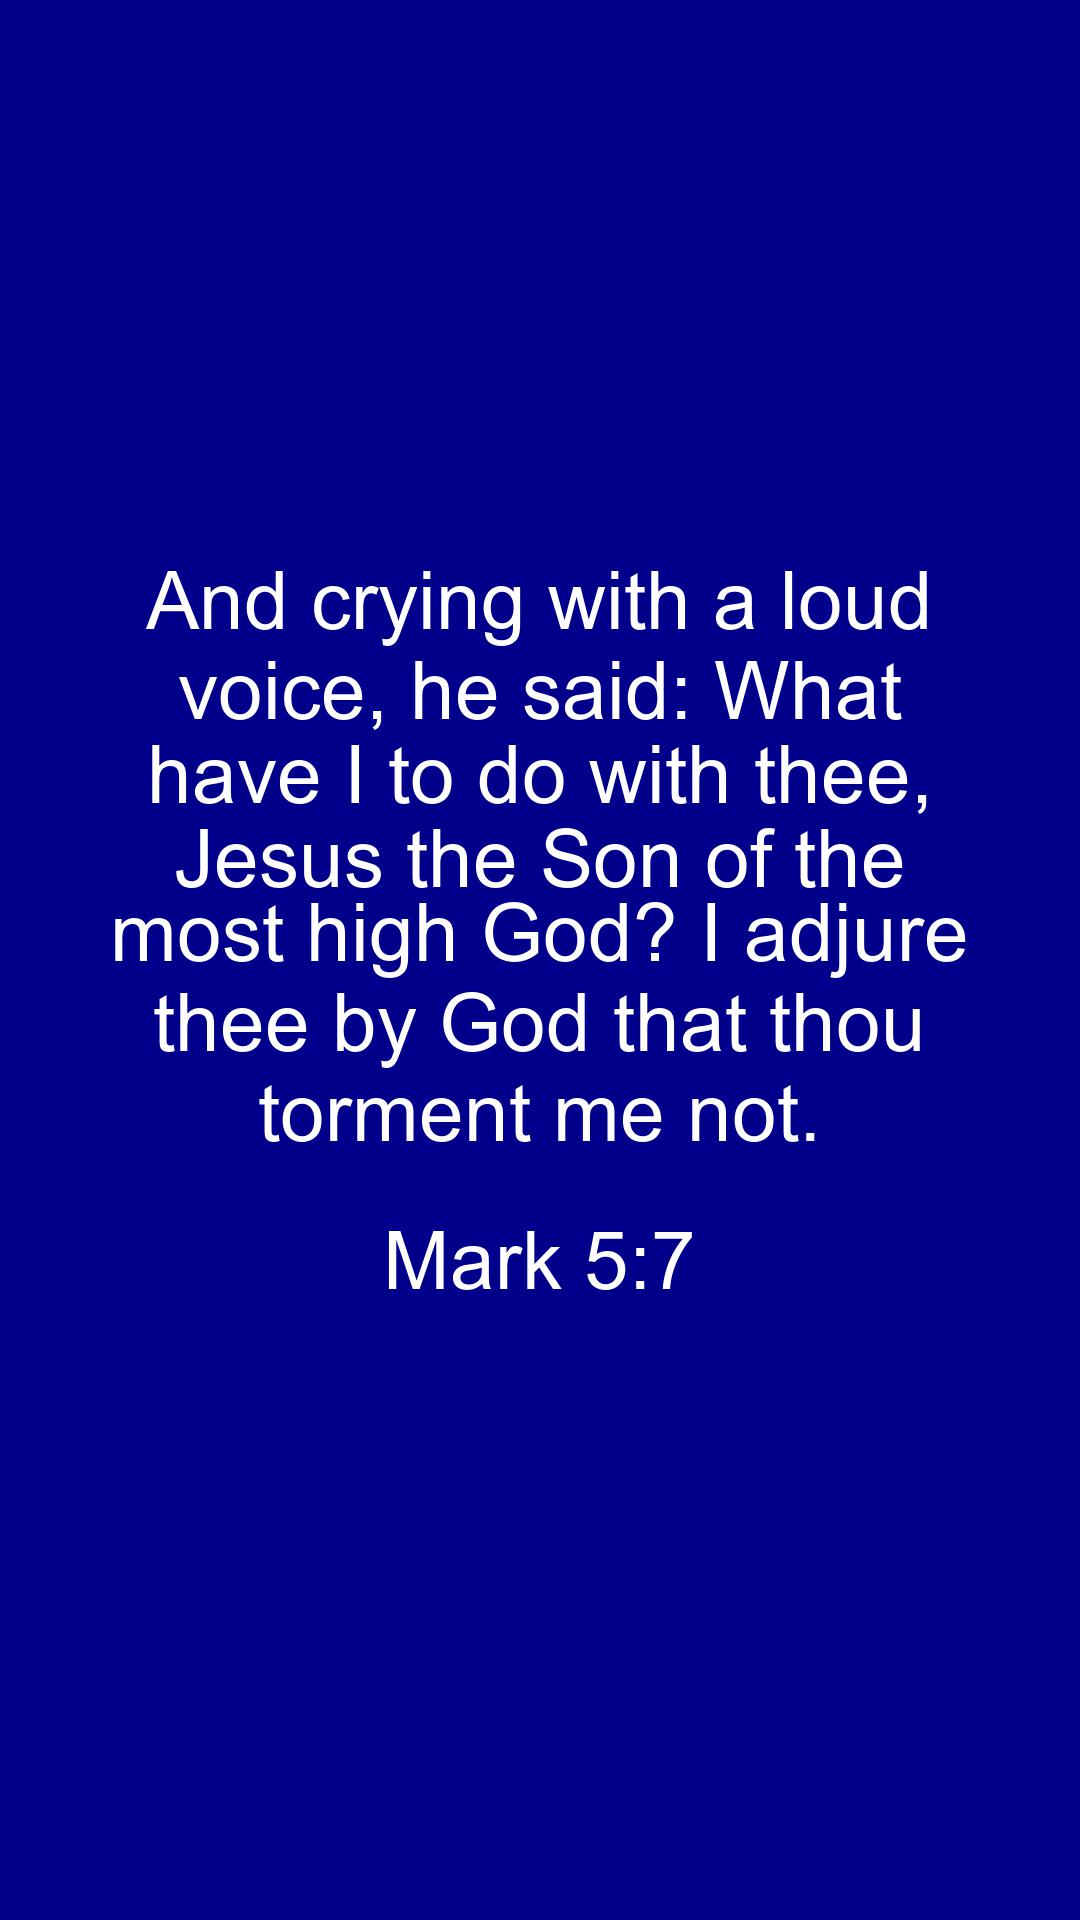 And crying with a loud
voice, he said: What
have I to do with thee,
Jesus the Son of the
most high God? I adjure
thee by God that thou
torment me not.
Mark 5:7